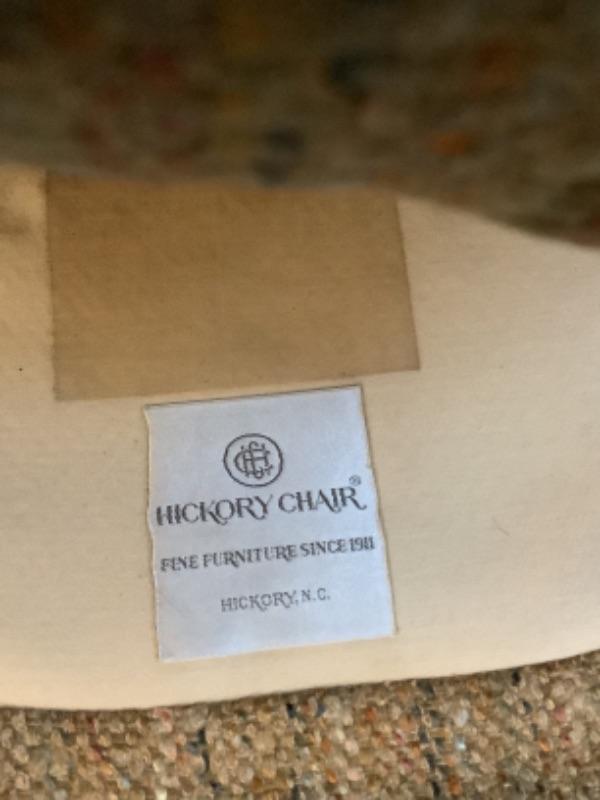 HICKORY CHAIR®
FINE FURNITURE SINCE 1911
HICKORY, N.C.